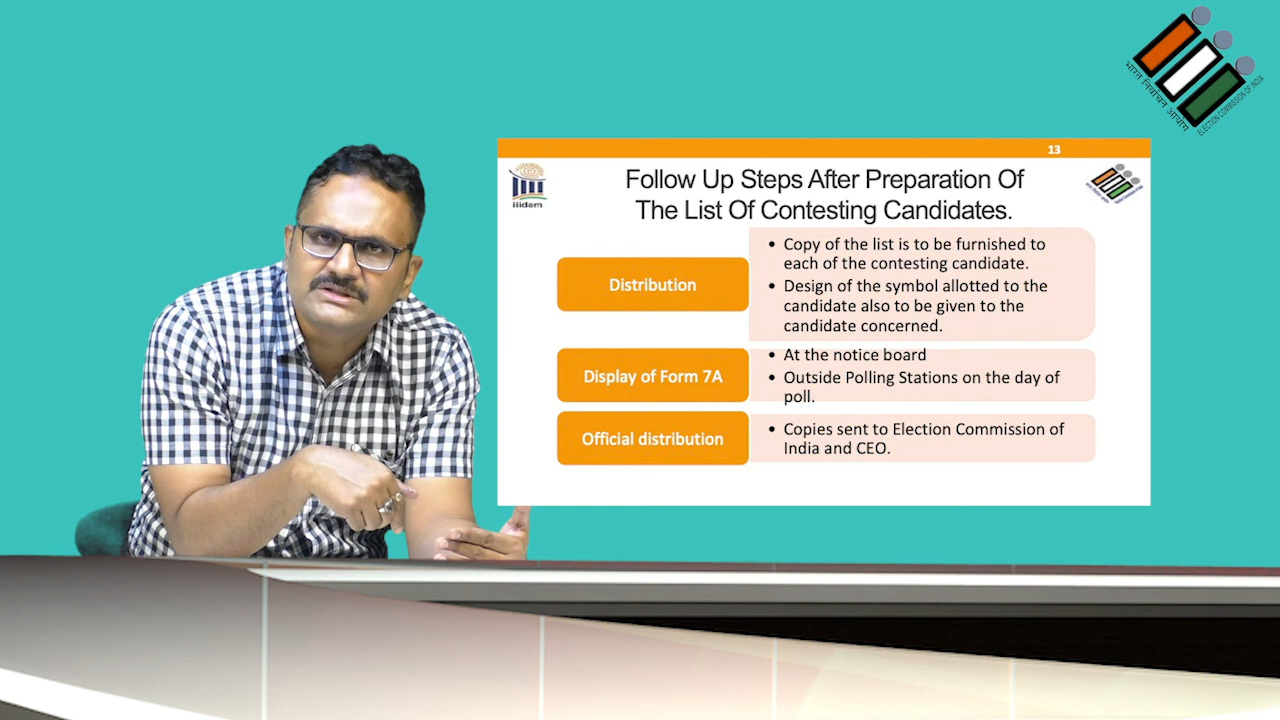 भारत निर्वाचन आयोग
ELECTION COMMISSION OF INDIA
13
iiidem
Follow Up Steps After Preparation Of
The List Of Contesting Candidates.
Distribution
• Copy of the list is to be furnished to
each of the contesting candidate.
• Design of the symbol allotted to the
candidate also to be given to the
candidate concerned.
Display of Form 7A
• At the notice board
• Outside Polling Stations on the day of
poll.
Official distribution
• Copies sent to Election Commission of
India and CEO.